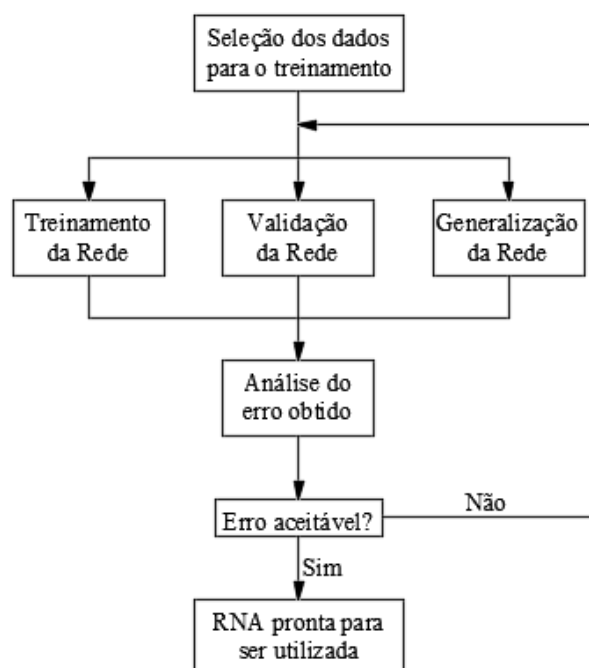 Seleção dos dados
para o treinamento
Treinamento
da Rede
Validação
da Rede
Generalização
da Rede
Análise do
erro obtido
Erro aceitável?
Não
Sim
RNA pronta para
ser utilizada